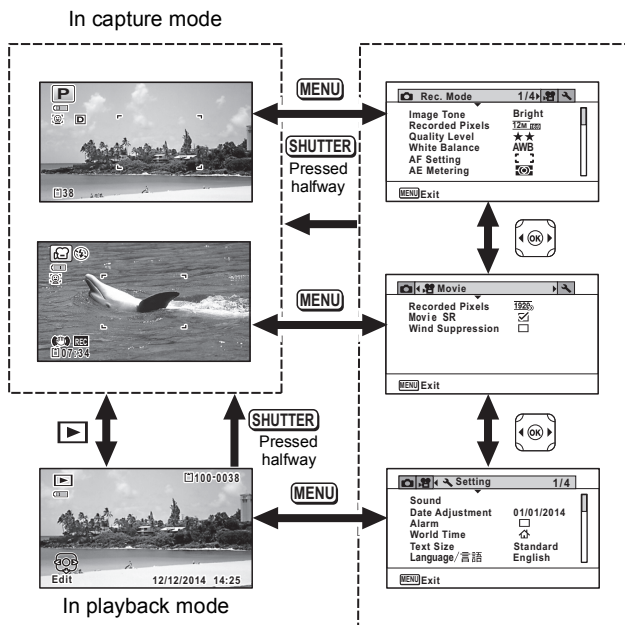 In capture mode
P
D
38
MENU
SHUTTER
Pressed
halfway
Rec. Mode 1/4
Image Tone Bright
Recorded Pixels 12M
Quality Level ★★
White Balance AWB
AF Setting
AE Metering
MENU Exit
OK
REC
07:34
MENU
Movie
Recorded Pixels 1920
Movie SR
Wind Suppression
MENU Exit
OK
SHUTTER
Pressed
halfway
100-0038
Edit 12/12/2014 14:25
MENU
Setting 1/4
Sound
Date Adjustment 01/01/2014
Alarm
World Time
Text Size Standard
Language/言語 English
MENU Exit
In playback mode